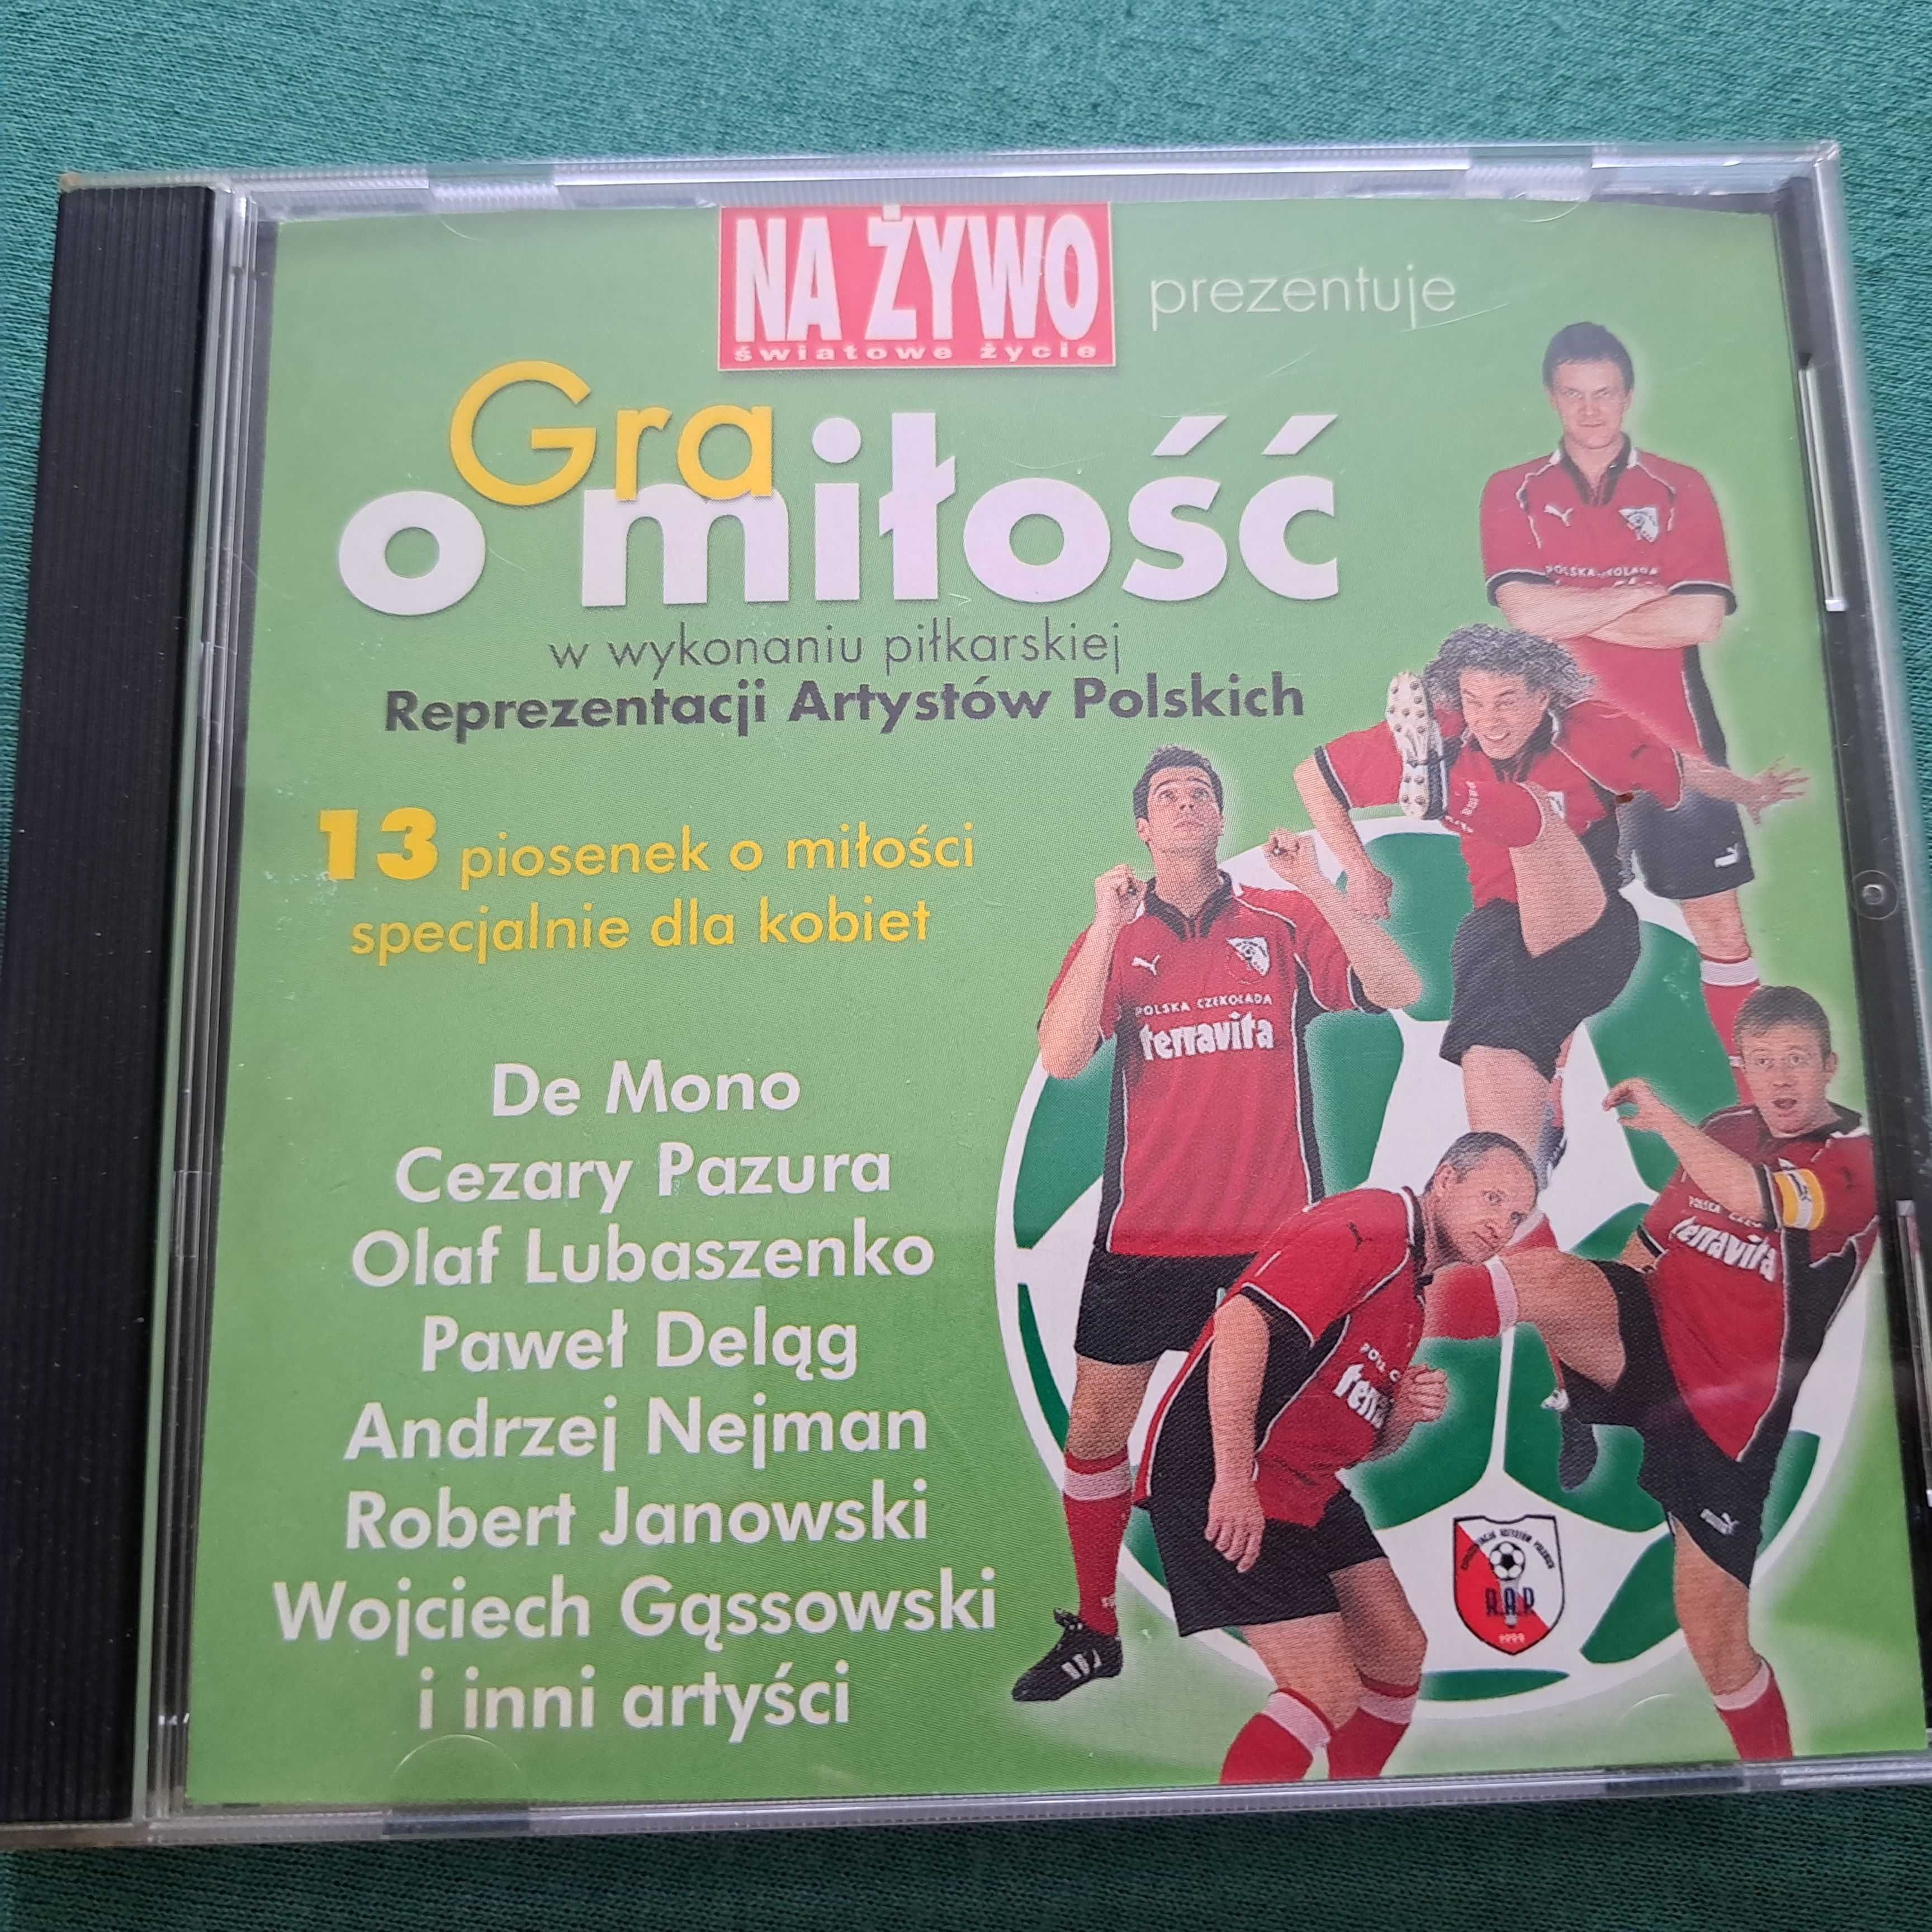 NA ŻYWO
światowe życie
prezentuje
Gra
o miłość
w wykonaniu piłkarskiej
Reprezentacji Artystów Polskich
13 piosenek o miłości
specjalnie dla kobiet
De Mono
Cezary Pazura
Olaf Lubaszenko
Paweł Deląg
Andrzej Nejman
Robert Janowski
Wojciech Gąssowski
i inni artyści
POLSKA CZEKOLADA
terravita
terravita
R.A.P